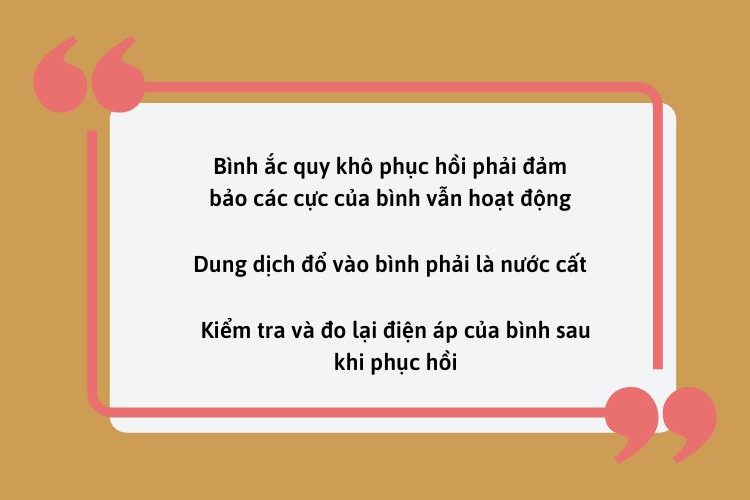 Bình ắc quy khô phục hồi phải đảm
bảo các cực của bình vẫn hoạt động
Dung dịch đổ vào bình phải là nước cất
Kiểm tra và đo lại điện áp của bình sau
khi phục hồi